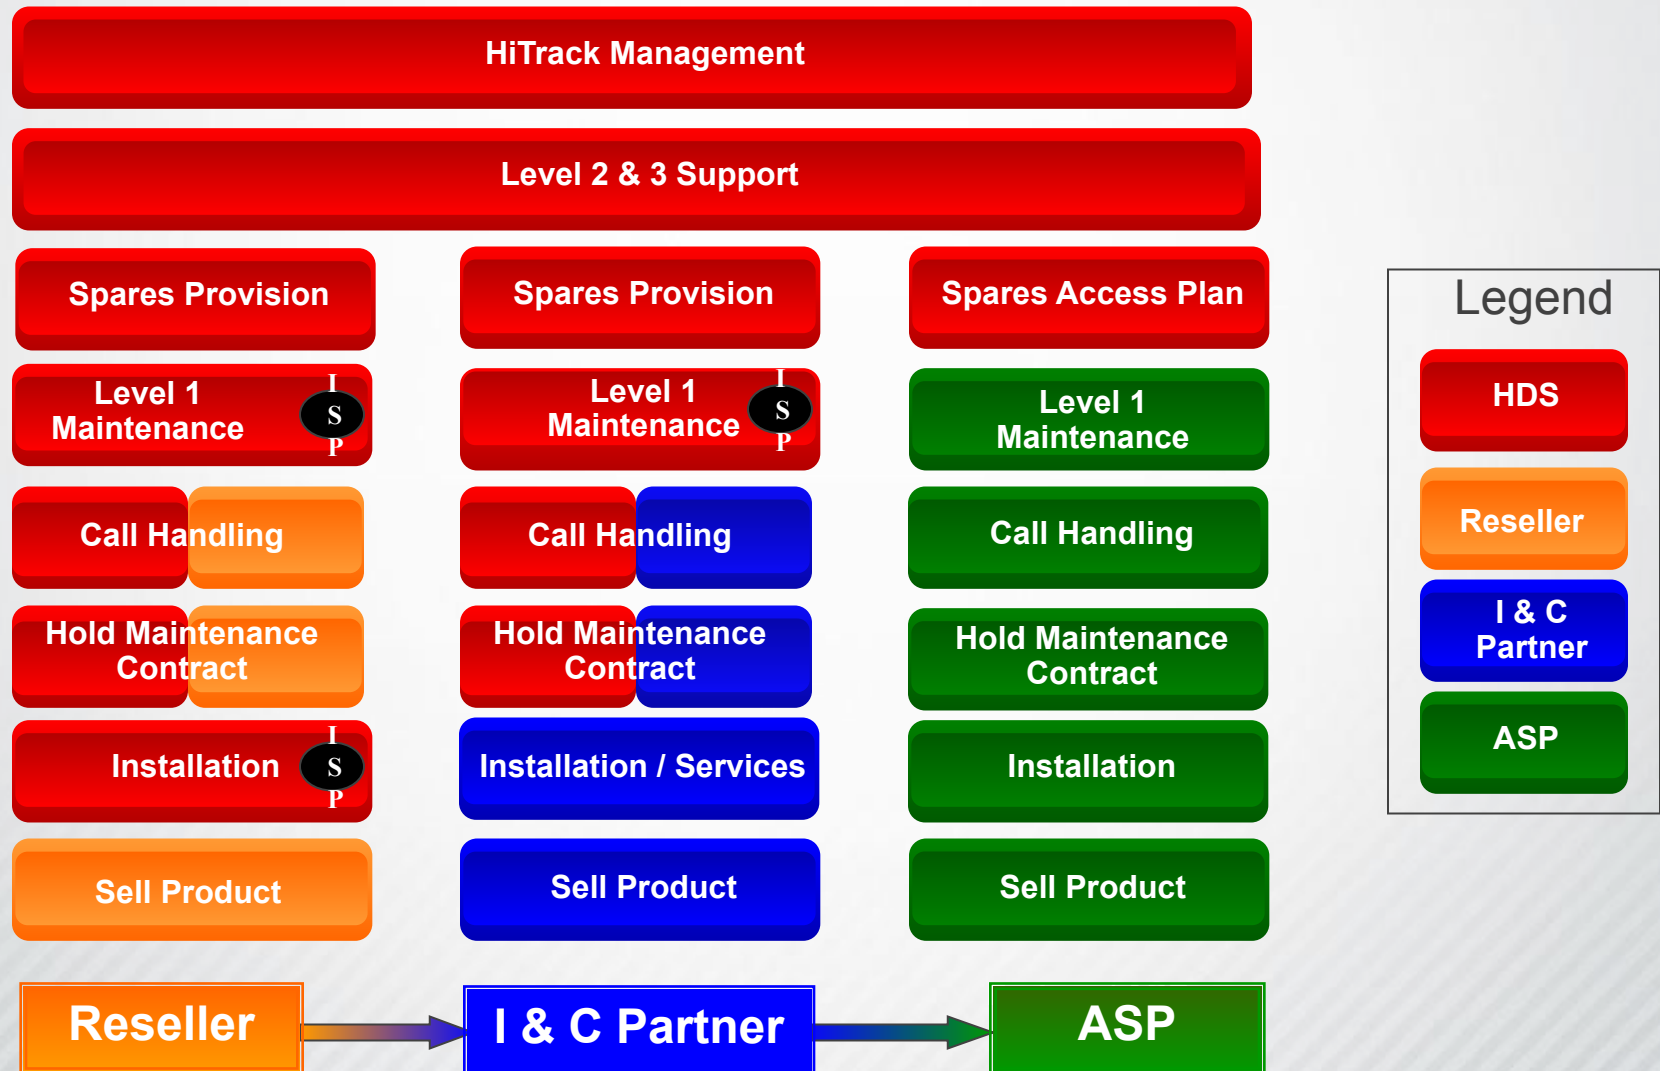 HiTrack Management
Level 2 & 3 Support
Spares Provision
Spares Provision
Spares Access Plan
Level 1
Maintenance
I
S
P
Level 1
Maintenance
I
S
P
Level 1
Maintenance
Call Handling
Call Handling
Call Handling
Hold Maintenance
Contract
Hold Maintenance
Contract
Hold Maintenance
Contract
Installation
I
S
P
Installation / Services
Installation
Sell Product
Sell Product
Sell Product
Reseller
I & C Partner
ASP
Legend
HDS
Reseller
I & C
Partner
ASP